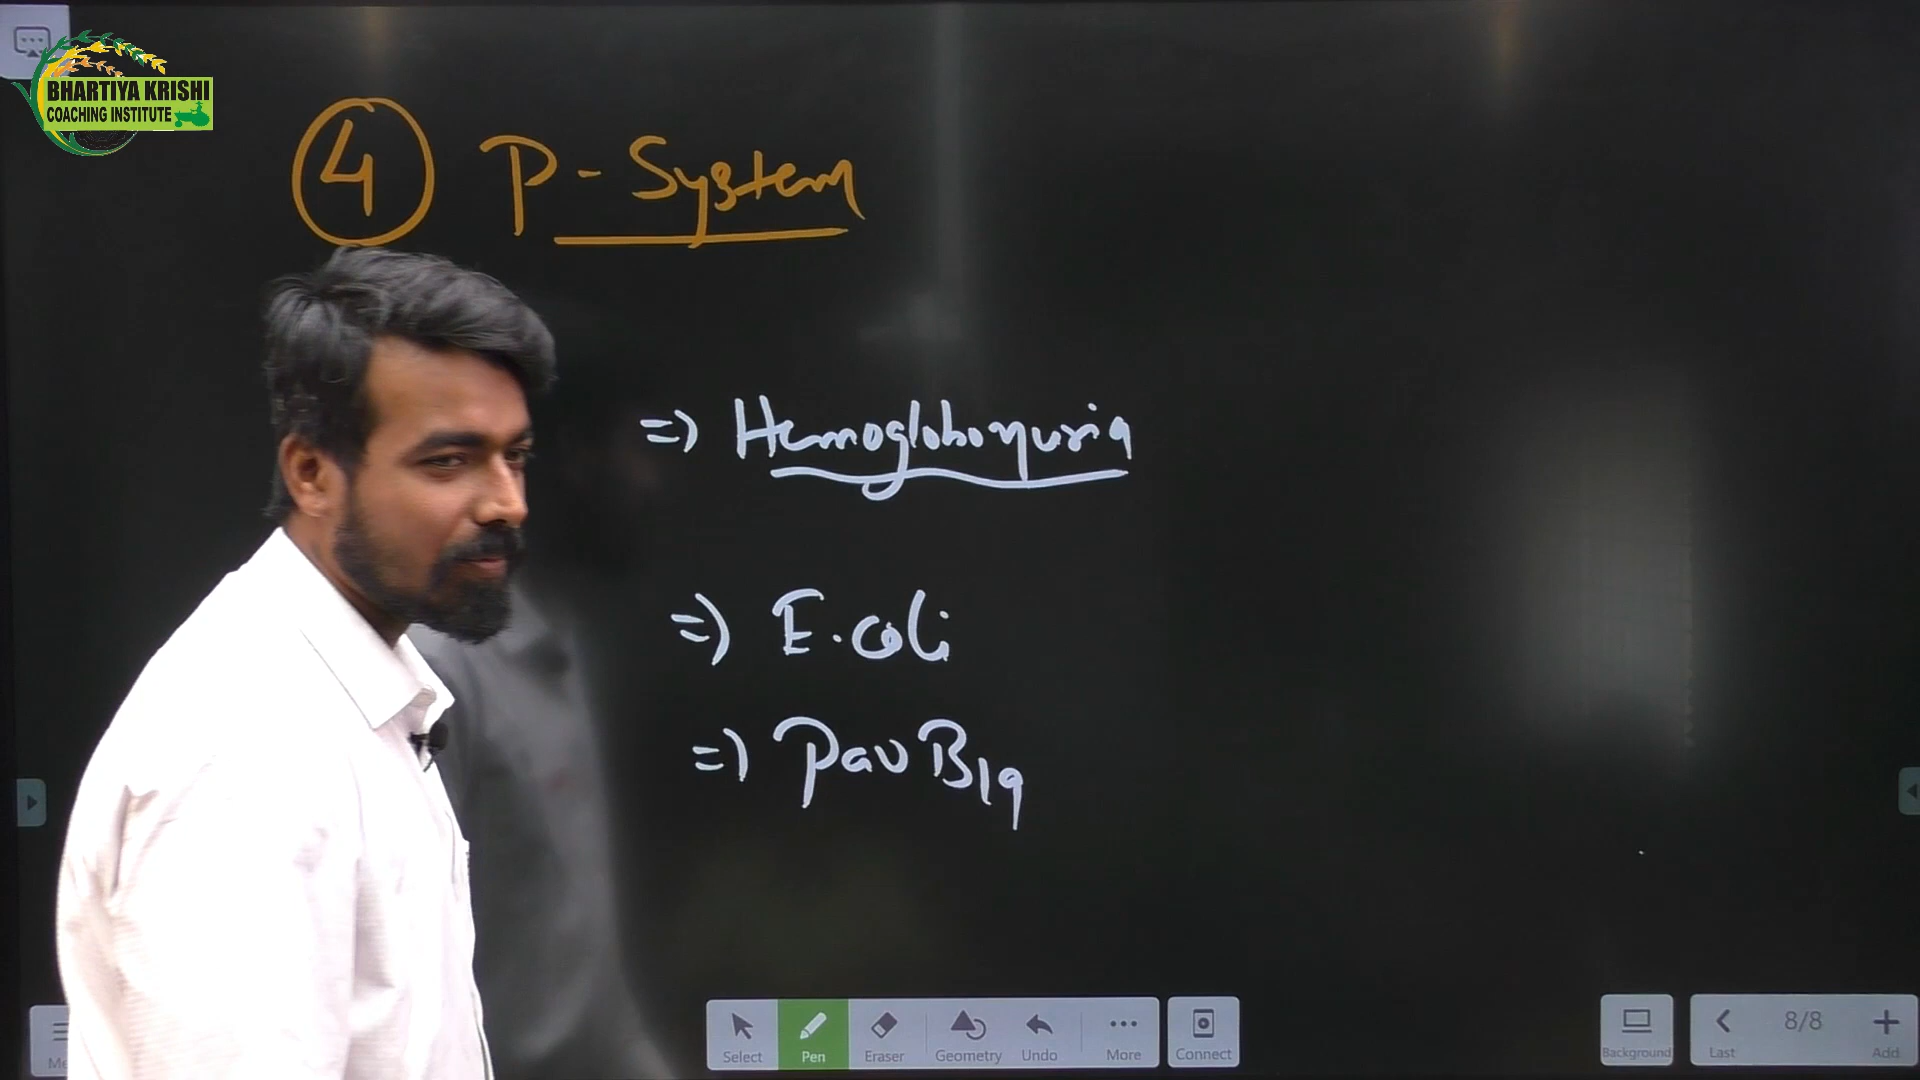 BHARTIYA KRISHI
COACHING INSTITUTE
4 P-System
=) Hemoglobonuria
=) E.coli
=) Pav B19
Select
Pen
Eraser
Geometry
Undo
More
Connect
Background
Last
8/8
Add